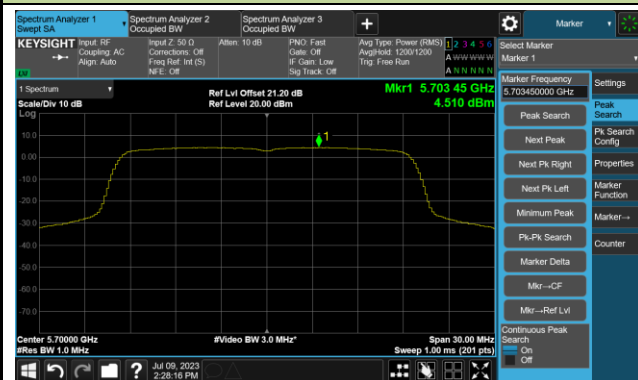 Spectrum Analyzer 1
Swept SA
Spectrum Analyzer 2
Occupied BW
Spectrum Analyzer 3
Occupied BW
+
Marker
KEYSIGHT
Input: RF
Coupling: AC
Align: Auto
Input Z: 50 Ω
Corrections: Off
Freq Ref: Int (S)
NFE: Off
Atten: 10 dB
PNO: Fast
Gate: Off
IF Gain: Low
Sig Track: Off
Avg Type: Power (RMS)
Avg|Hold: 1200/1200
Trig: Free Run
1 2 3 4 5 6
A W W W W W
A N N N N N
LVI
Select Marker
Marker 1
1 Spectrum
Scale/Div 10 dB
Log
Ref Lvl Offset 21.20 dB
Ref Level 20.00 dBm
Mkr1 5.703 45 GHz
4.510 dBm
10.0
0.00
-10.0
-20.0
-30.0
-40.0
-50.0
-60.0
-70.0
1
Center 5.70000 GHz
#Res BW 1.0 MHz
#Video BW 3.0 MHz*
Span 30.00 MHz
Sweep 1.00 ms (201 pts)
Marker Frequency
5.703450000 GHz
Peak Search
Next Peak
Next Pk Right
Next Pk Left
Minimum Peak
Pk-Pk Search
Marker Delta
Mkr→CF
Mkr→Ref Lvl
Continuous Peak
Search
On
Off
Settings
Peak
Search
Pk Search
Config
Properties
Marker
Function
Marker→
Counter
?
Jul 09, 2023
2:28:16 PM